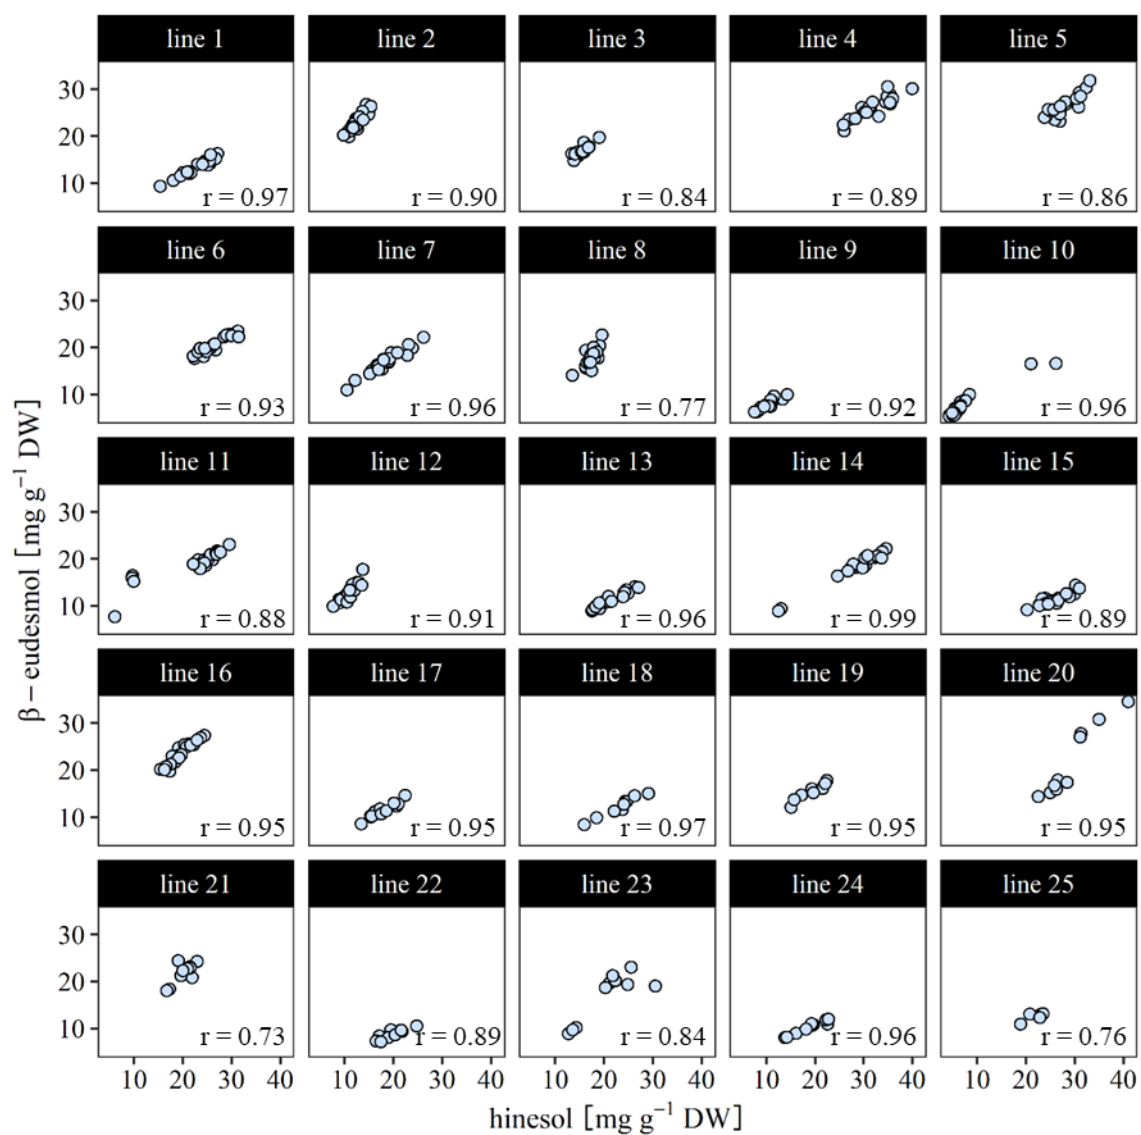 line 1 line 2 line 3 line 4 line 5
30
20
10
r = 0.97 r = 0.90 r = 0.84 r = 0.89 r = 0.86
line 6 line 7 line 8 line 9 line 10
30
20
10
r = 0.93 r = 0.96 r = 0.77 r = 0.92 r = 0.96
line 11 line 12 line 13 line 14 line 15
30
20
10
r = 0.88 r = 0.91 r = 0.96 r = 0.99 r = 0.89
line 16 line 17 line 18 line 19 line 20
30
20
10
r = 0.95 r = 0.95 r = 0.97 r = 0.95 r = 0.95
line 21 line 22 line 23 line 24 line 25
30
20
10
r = 0.73 r = 0.89 r = 0.84 r = 0.96 r = 0.76
10 20 30 40 10 20 30 40 10 20 30 40 10 20 30 40 10 20 30 40
hinesol [mg g⁻¹ DW]
β − eudesmol [mg g⁻¹ DW]